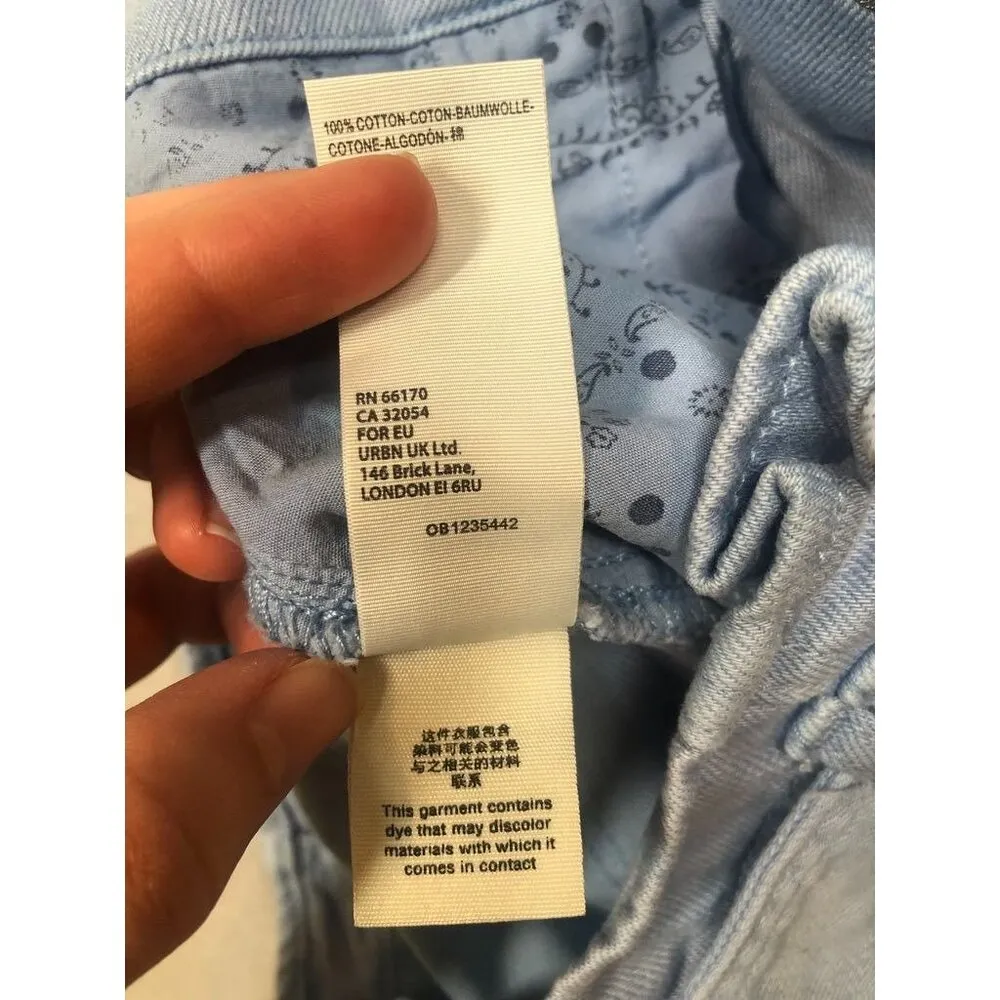 100% COTTON-COTON-BAUMWOLLE-
COTONE-ALGODÓN-棉
RN 66170
CA 32054
FOR EU
URBN UK Ltd.
146 Brick Lane,
LONDON EI 6RU
OB1235442
这件衣服包含
染料可能会变色
与之相关的材料
联系
This garment contains
dye that may discolor
materials with which it
comes in contact